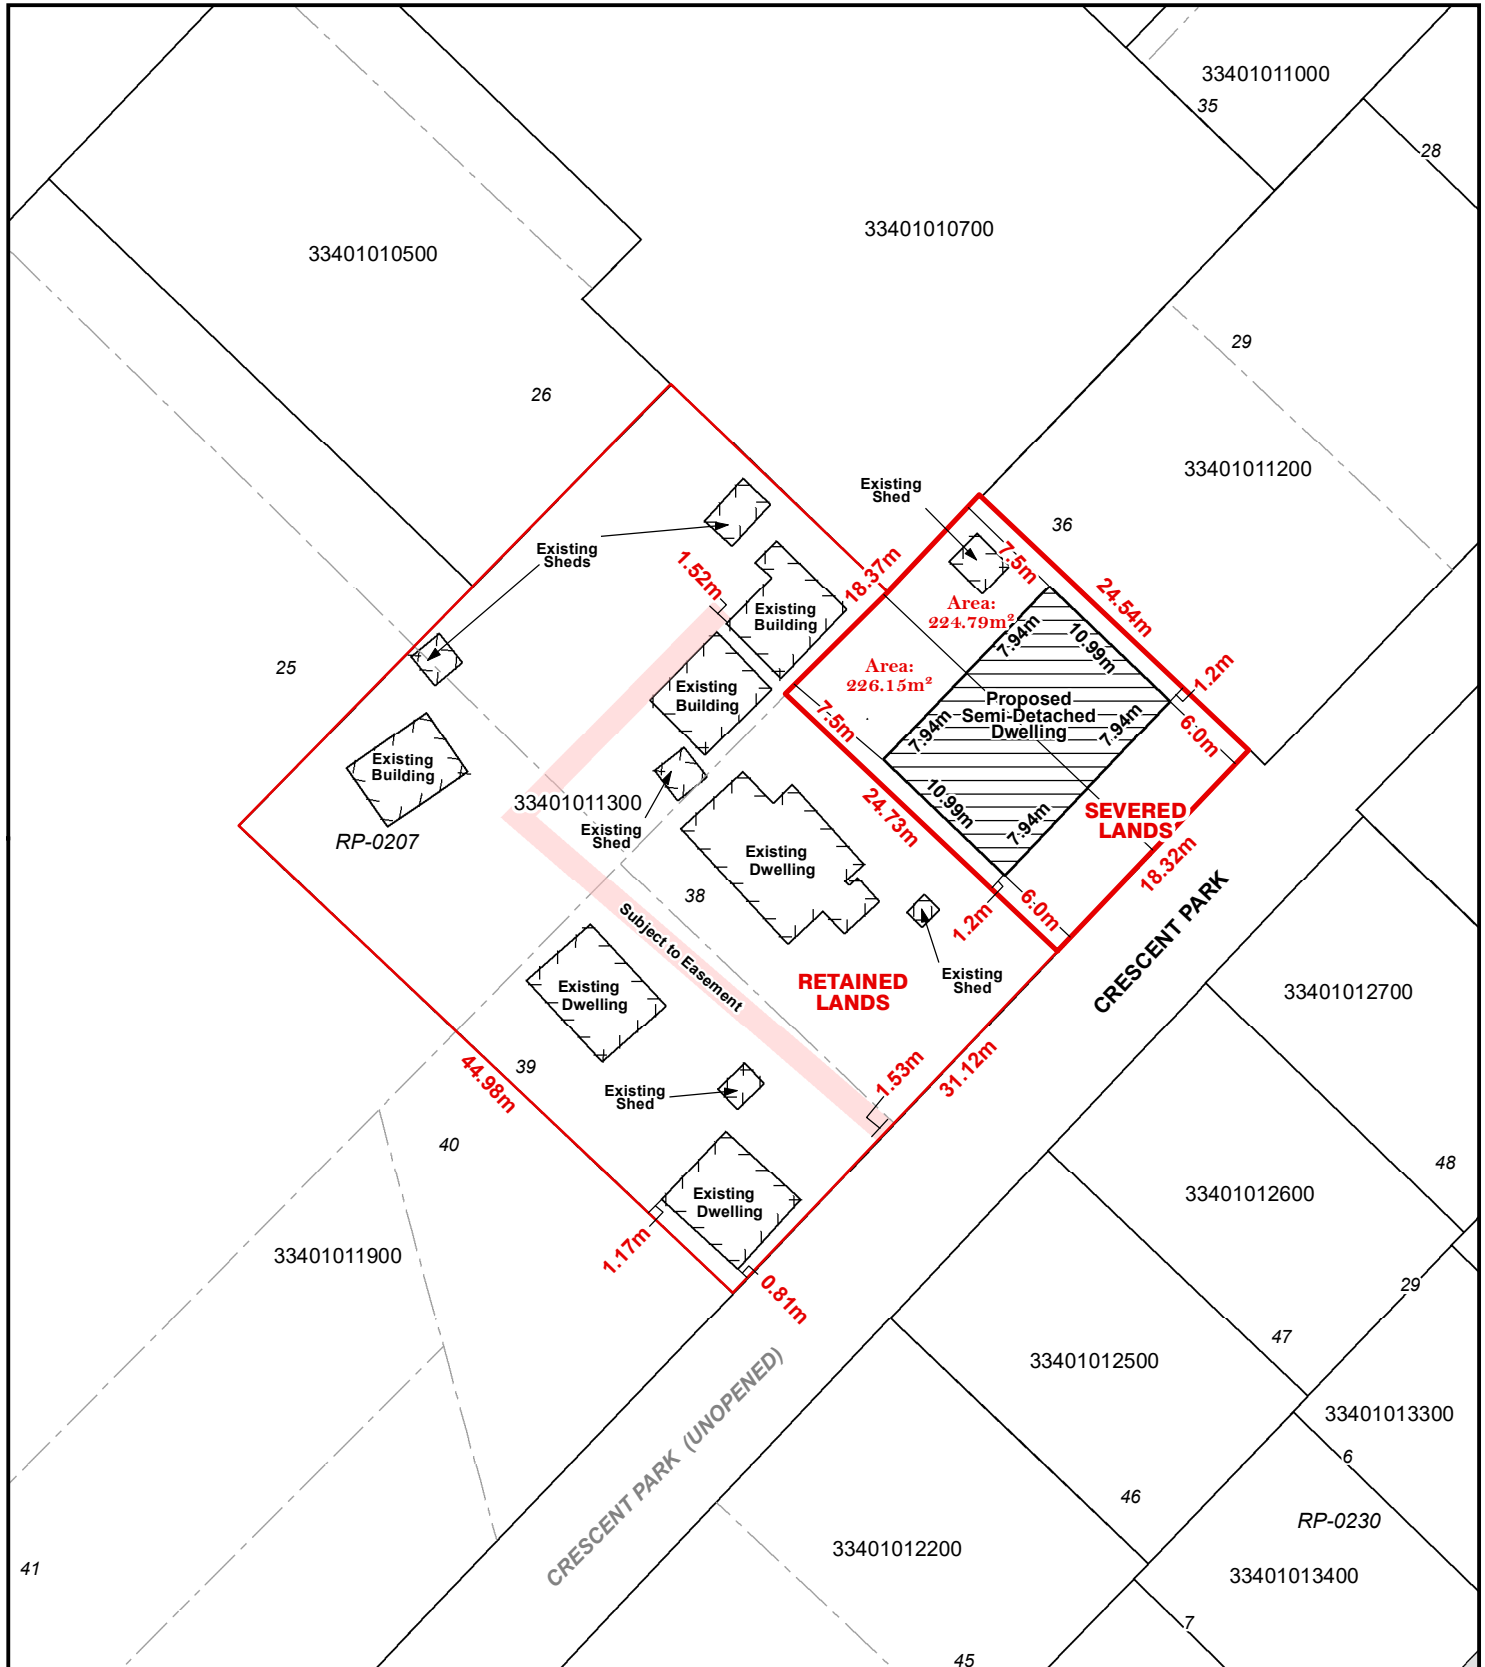 33401011000
35
28
33401010700
33401010500
29
26
33401011200
Existing
Shed
36
Existing
Sheds
7.5m
1.52m
18.37m
24.54m
Area:
224.79m²
Existing
Building
7.94m
10.99m
25
Area:
226.15m²
1.2m
Existing
Building
Proposed
Semi-Detached
Dwelling
7.5m
7.94m
7.94m
6.0m
Existing
Building
33401011300
10.99m
24.73m
SEVERED
LANDS
7.94m
RP-0207
Existing
Shed
Existing
Dwelling
18.32m
38
Subject to Easement
1.2m
6.0m
CRESCENT PARK
RETAINED
LANDS
Existing
Shed
33401012700
Existing
Dwelling
39
44.98m
Existing
Shed
1.53m
31.12m
40
48
33401012600
Existing
Dwelling
33401011900
1.17m
0.81m
29
47
33401012500
CRESCENT PARK (UNOPENED)
33401013300
6
46
RP-0230
33401012200
41
33401013400
7
45